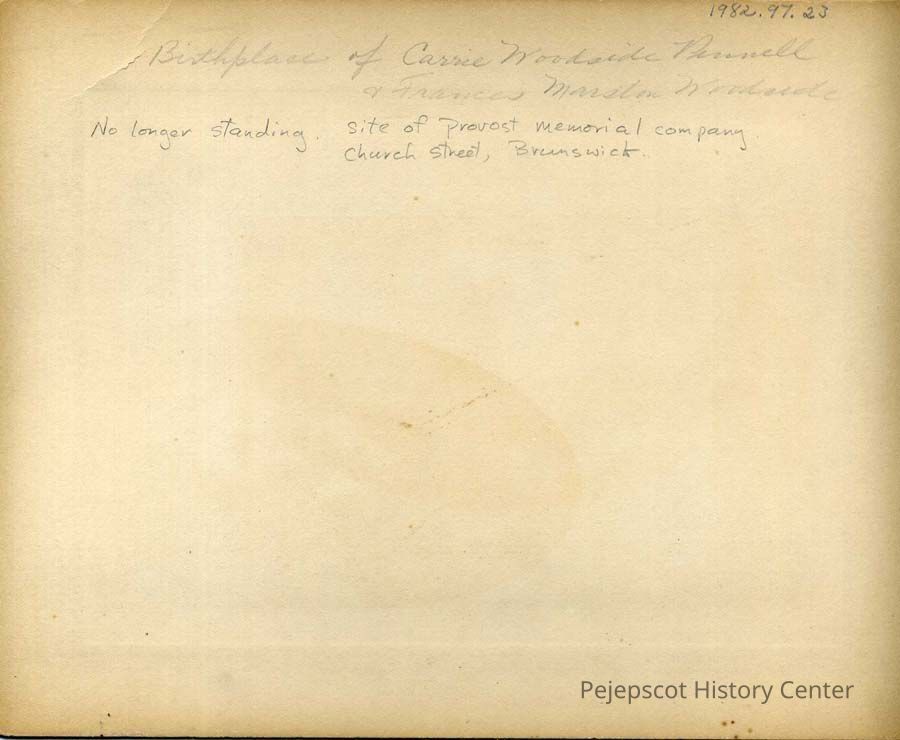 1982.97.23
Birthplace of Carrie Woodside Pennell
& Frances Marston Woodside
No longer standing. Site of Provost memorial company.
Church Street, Brunswick.
Pejepscot History Center